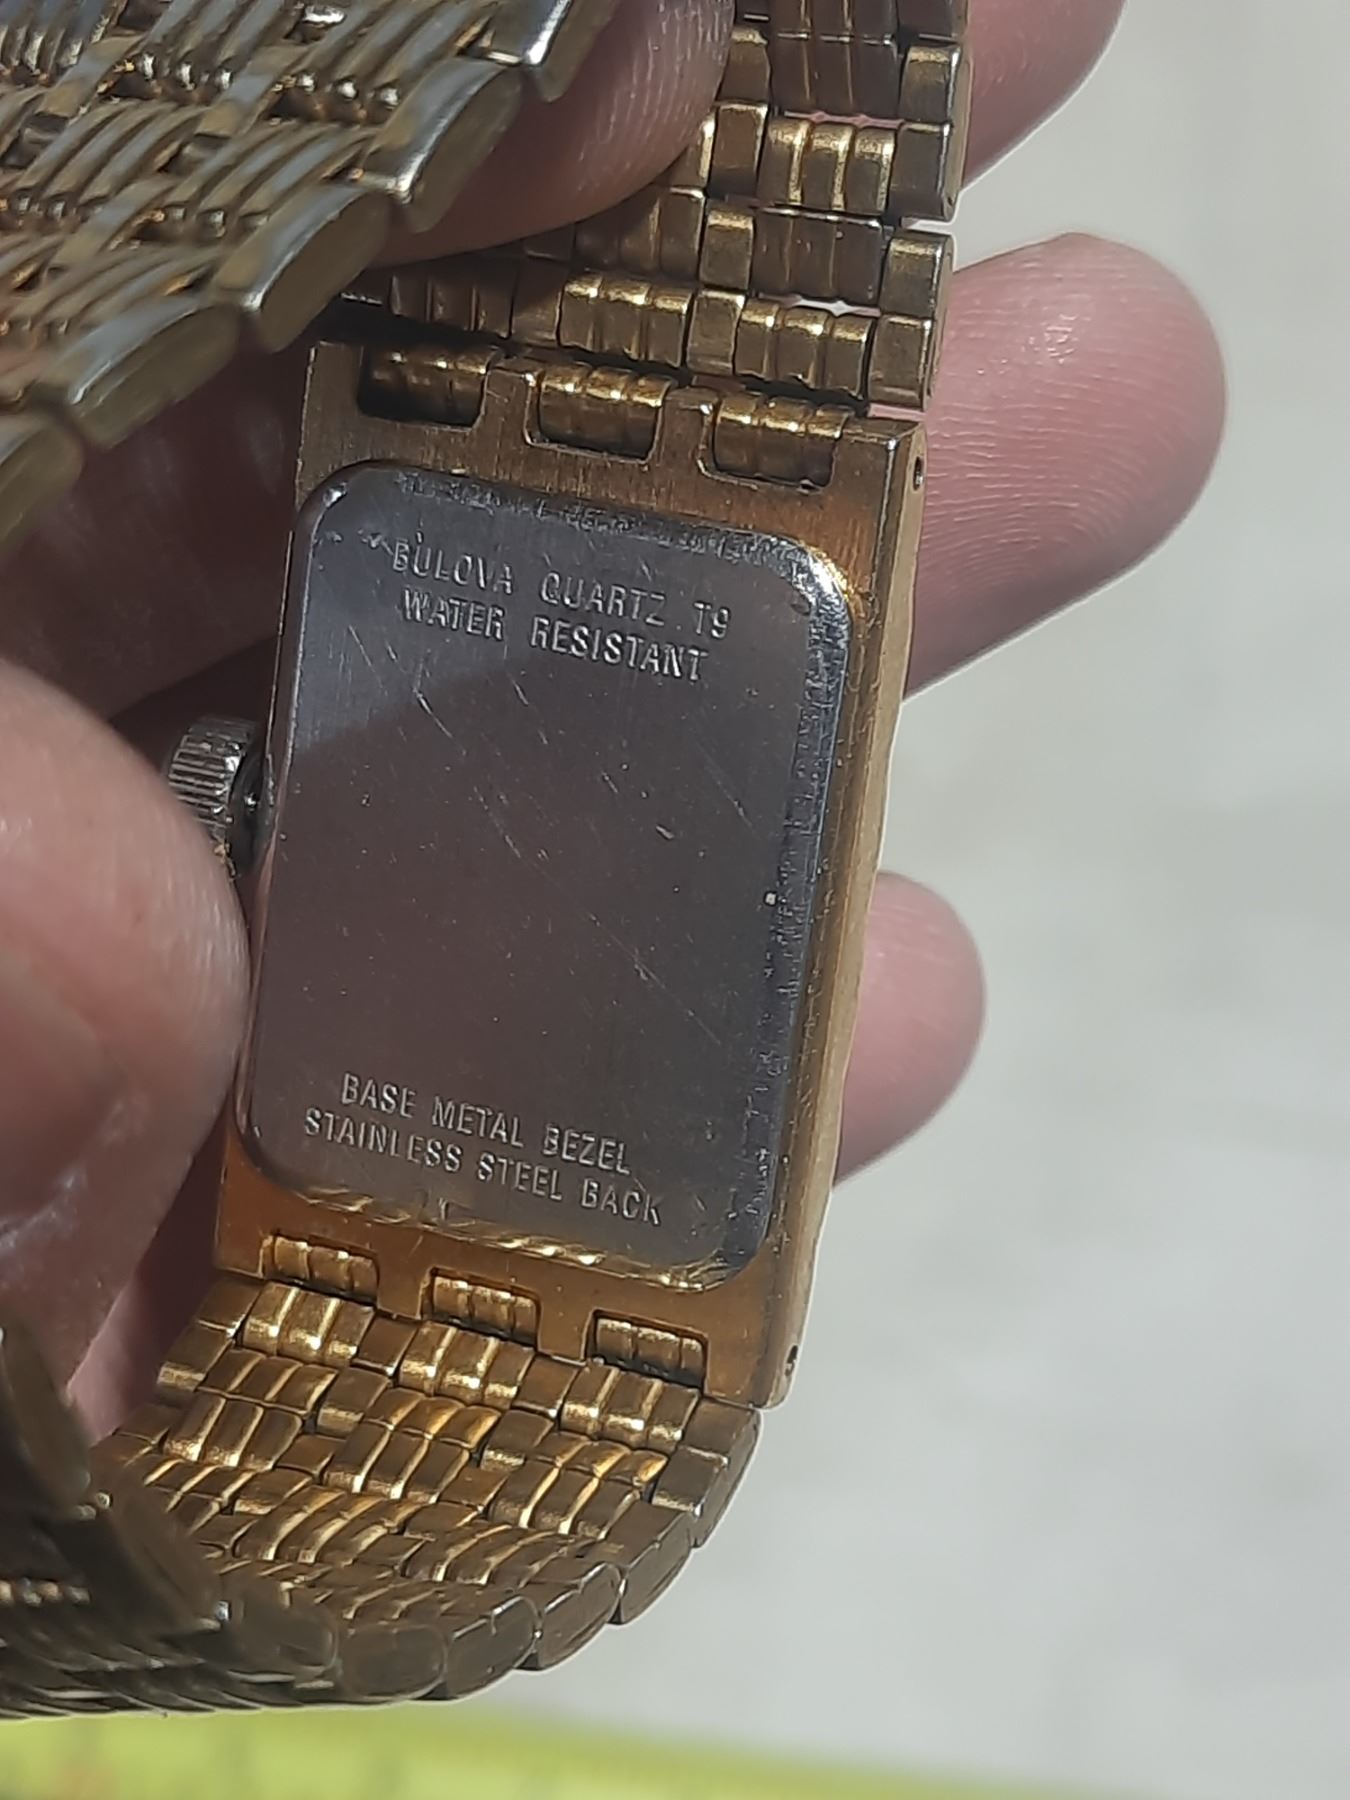 BULOVA QUARTZ T9
WATER RESISTANT
BASE METAL BEZEL
STAINLESS STEEL BACK